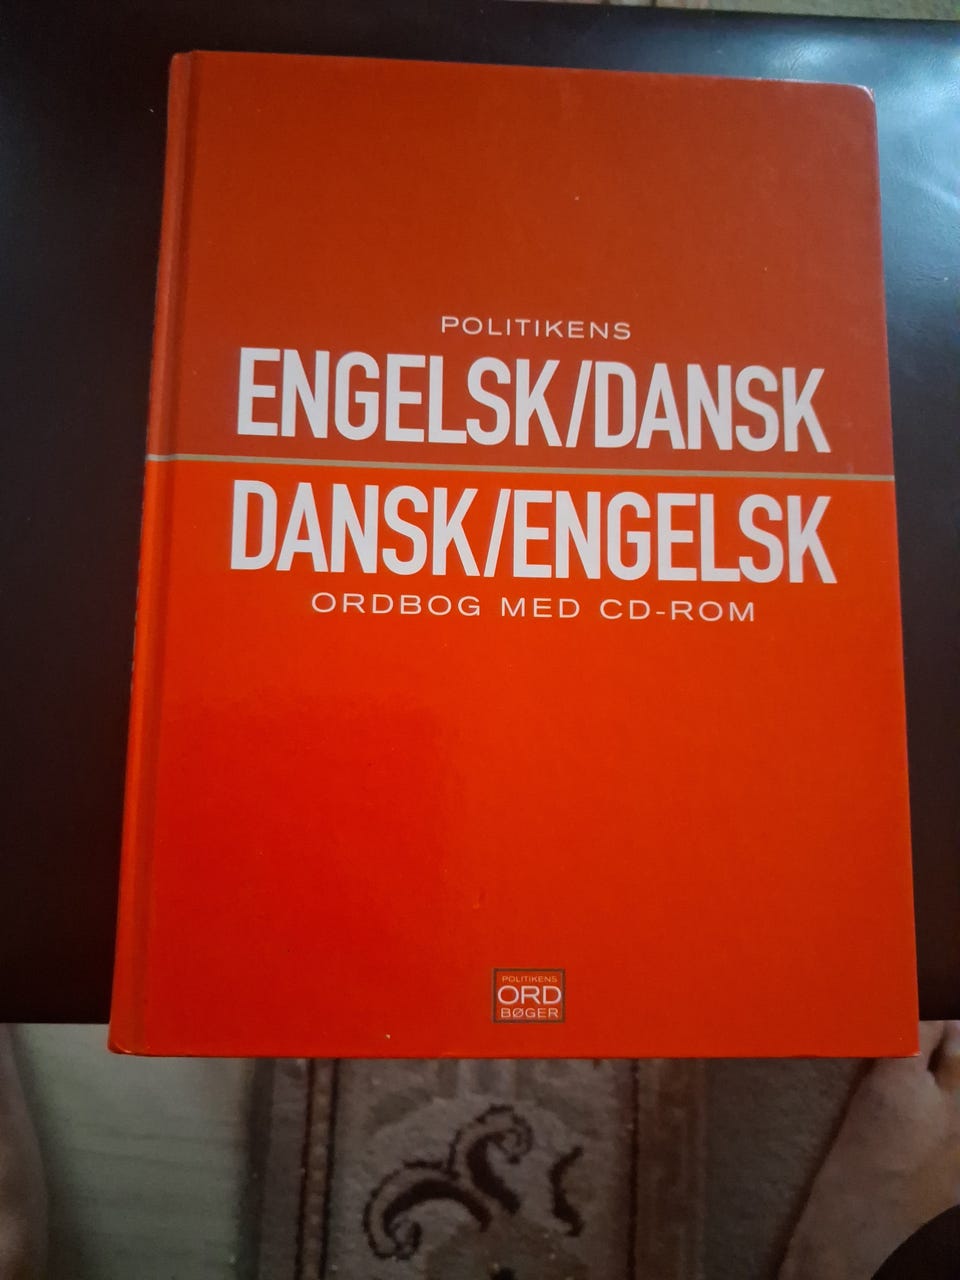 POLITIKENS
ENGELSK/DANSK
DANSK/ENGELSK
ORDBOG MED CD-ROM
POLITIKENS
ORD
BØGER